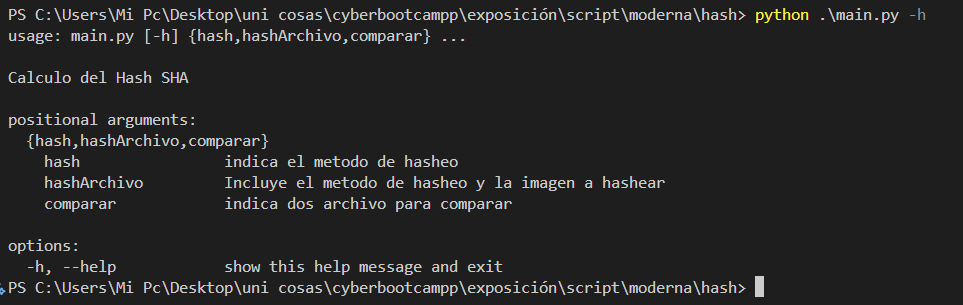 PS C:\Users\Mi Pc\Desktop\uni cosas\cyberbootcampp\exposición\script\moderna\hash> python .\main.py -h
usage: main.py [-h] {hash,hashArchivo,comparar} ...
Calculo del Hash SHA
positional arguments:
{hash,hashArchivo,comparar}
hash indica el metodo de hasheo
hashArchivo Incluye el metodo de hasheo y la imagen a hashear
comparar indica dos archivo para comparar
options:
-h, --help show this help message and exit
PS C:\Users\Mi Pc\Desktop\uni cosas\cyberbootcampp\exposición\script\moderna\hash>